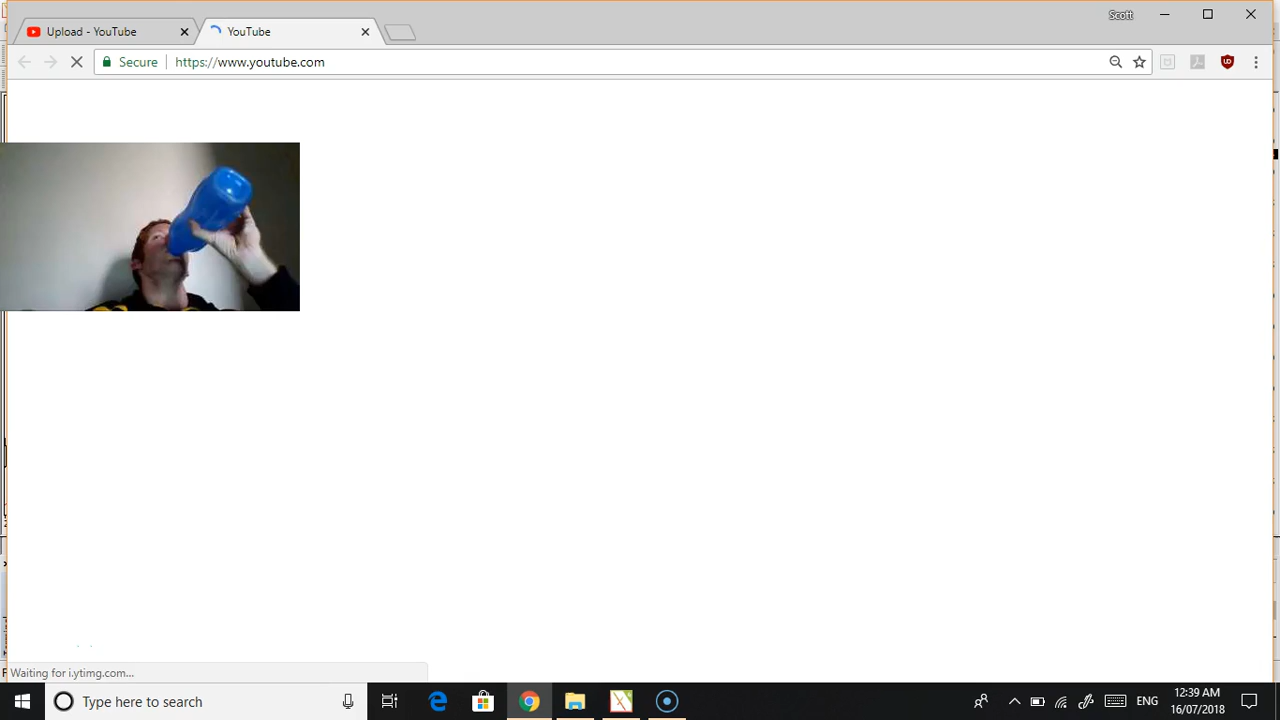 Scott
Upload - YouTube
YouTube
Secure
https://www.youtube.com
Waiting for i.ytimg.com...
Type here to search
ENG
12:39 AM
16/07/2018